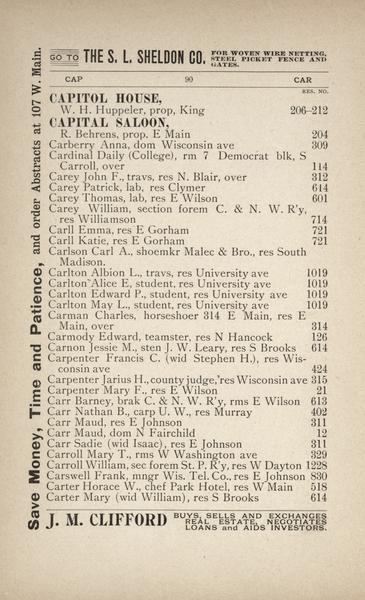 GO TO THE S. L. SHELDON CO. FOR WOVEN WIRE NETTING, STEEL PICKET FENCE AND GATES.
CAP 90 CAR
RES. NO.
CAPITOL HOUSE,
W. H. Huppeler, prop, King 206-212
CAPITAL SALOON,
R. Behrens, prop. E Main 204
Carberry Anna, dom Wisconsin ave 309
Cardinal Daily (College), rm 7 Democrat blk, S
Carroll, over 114
Carey John F., travs, res N. Blair, over 312
Carey Patrick, lab, res Clymer 614
Carey Thomas, lab, res E Wilson 601
Carey William, section forem C. & N. W. R'y,
res Williamson 714
Carll Emma, res E Gorham 721
Carll Katie, res E Gorham 721
Carlson Carl A., shoemkr Malec & Bro., res South
Madison.
Carlton Albion L., travs, res University ave 1019
Carlton Alice E, student, res University ave 1019
Carlton Edward P., student, res University ave 1019
Carlton May L., student, res University ave 1019
Carman Charles, horseshoer 314 E Main, res E
Main, over 314
Carmody Edward, teamster, res N Hancock 126
Carnon Jessie M., sten J. W. Leary, res S Brooks 614
Carpenter Francis C. (wid Stephen H.), res Wis-
consin ave 424
Carpenter Jarius H., county judge, res Wisconsin ave 315
Carpenter Mary F., res E Wilson 21
Carr Barney, brak C. & N. W. R'y, rms E Wilson 613
Carr Nathan B., carp U. W., res Murray 402
Carr Maud, res E Johnson 311
Carr Maud, dom N Fairchild 12
Carr Sadie (wid Isaac), res E Johnson 311
Carroll Mary T., rms W Washington ave 329
Carroll William, sec forem St. P. R'y, res W Dayton 1228
Carswell Frank, mngr Wis. Tel. Co., res E Johnson 830
Carter Horace W., chef Park Hotel, res W Main 518
Carter Mary (wid William), res S Brooks 614
J. M. CLIFFORD BUYS, SELLS AND EXCHANGES REAL ESTATE, NEGOTIATES LOANS and AIDS INVESTORS.
Save Money, Time and Patience, and order Abstracts at 107 W. Main.